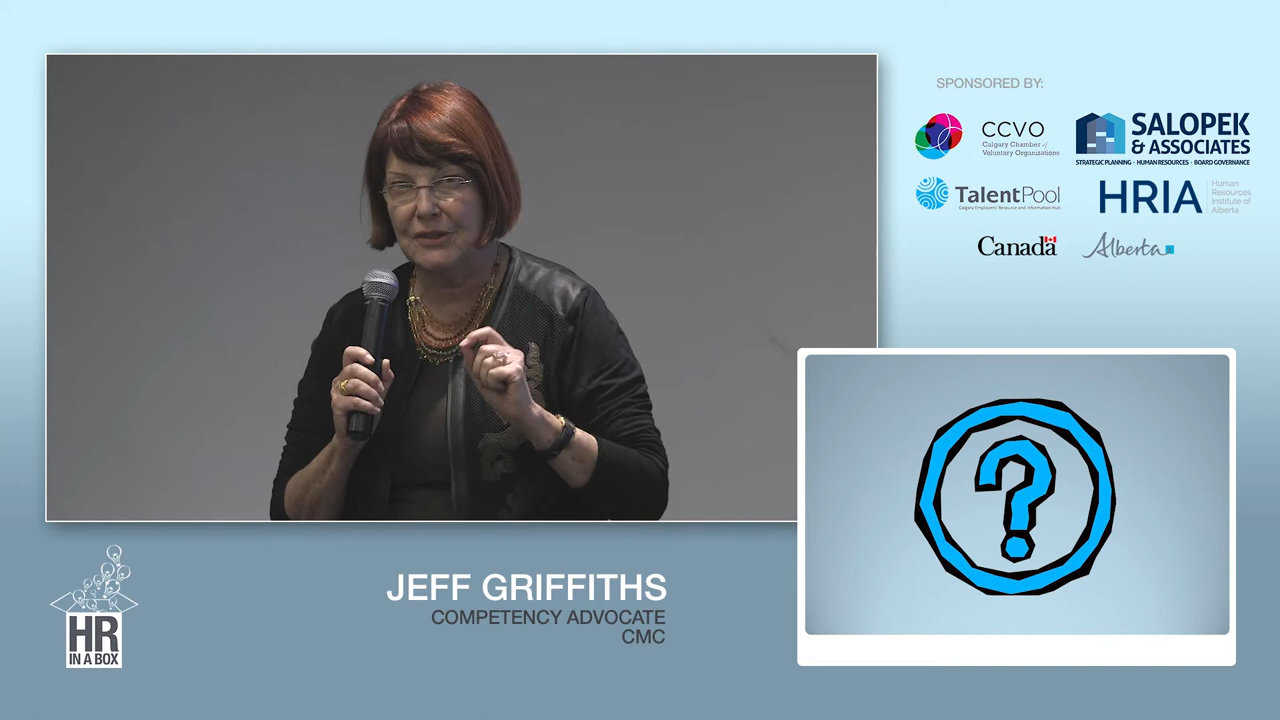 SPONSORED BY:
CCVO
Calgary Chamber of
Voluntary Organizations
SALOPEK
& ASSOCIATES
STRATEGIC PLANNING · HUMAN RESOURCES · BOARD GOVERNANCE
TalentPool
Calgary Employers' Resource and Information Hub
HRIA
Human
Resources
Institute of
Alberta
Canada
Alberta
?
JEFF GRIFFITHS
COMPETENCY ADVOCATE
CMC
HR
IN A BOX